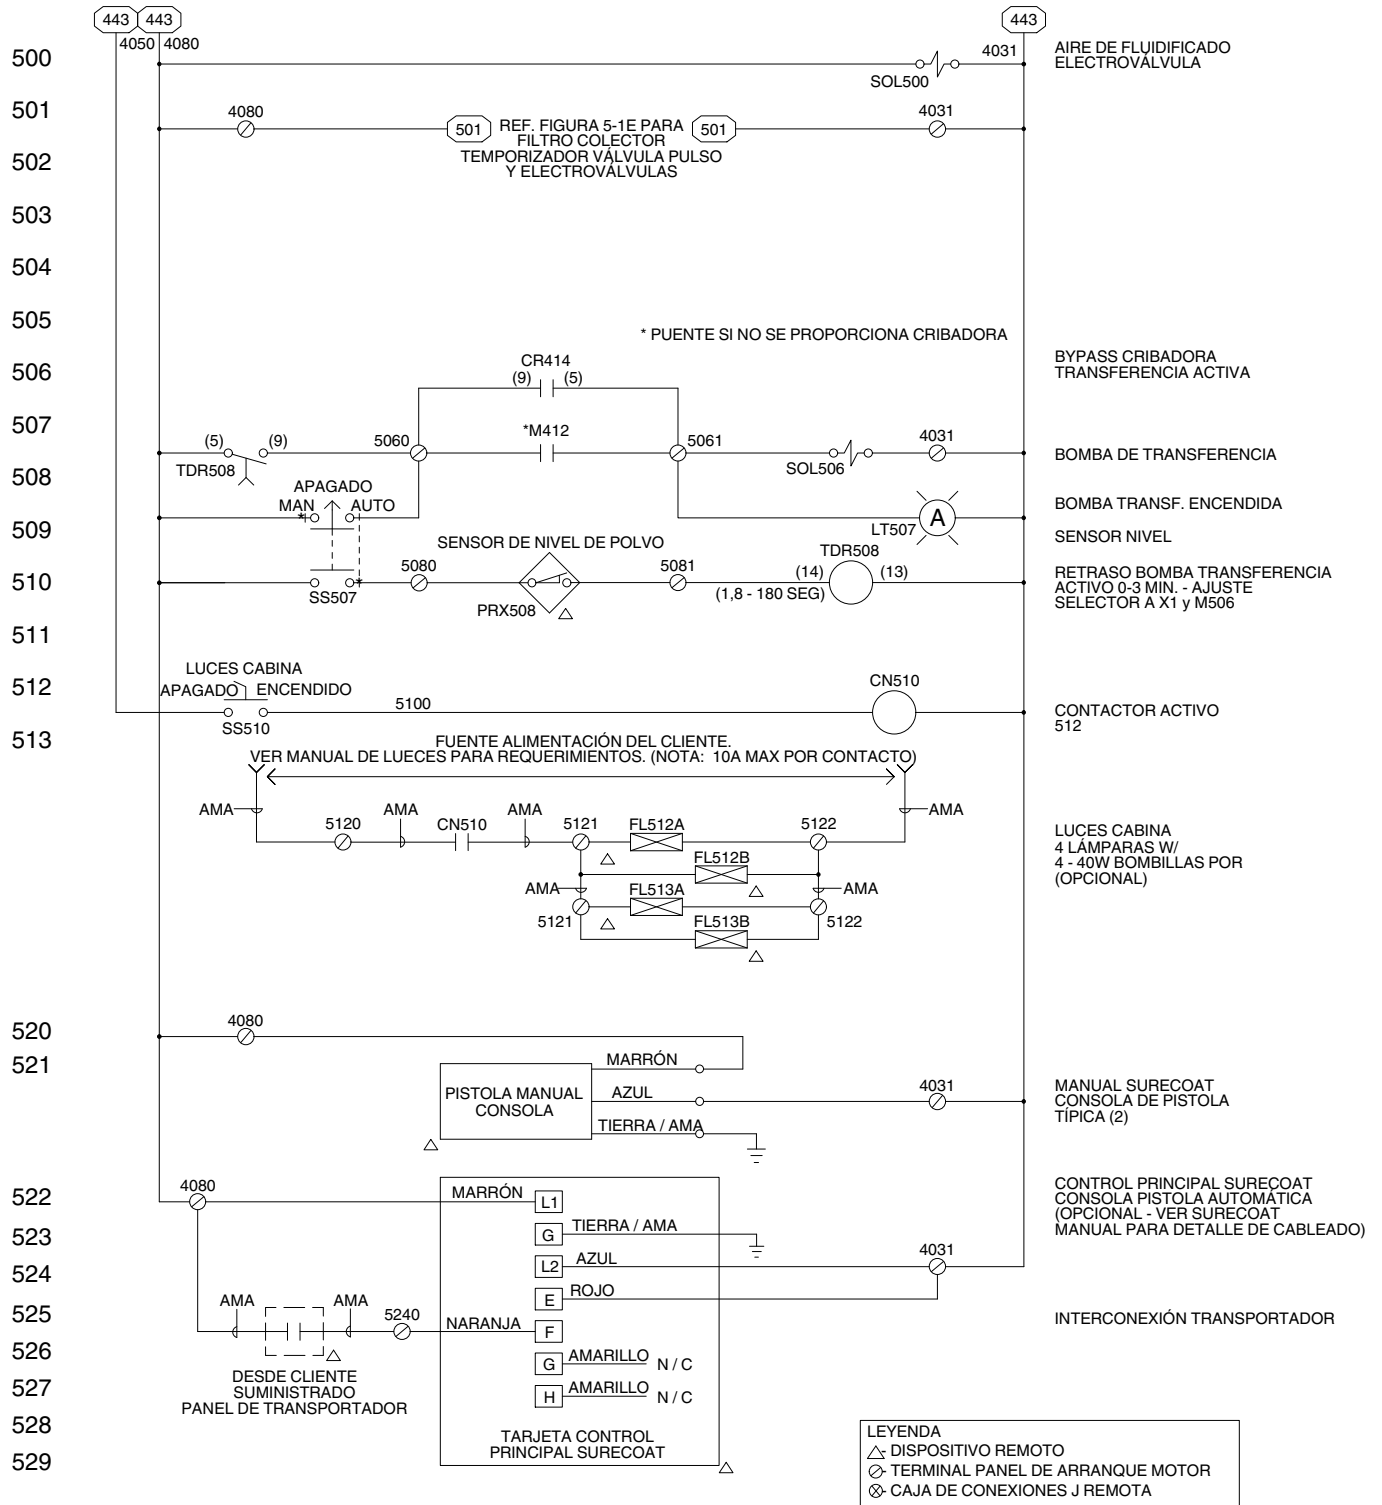 443 443 443
4050 4080
500
4031
SOL500
AIRE DE FLUIDIFICADO
ELECTROVÁLVULA
501
4080
501
REF. FIGURA 5-1E PARA
FILTRO COLECTOR
TEMPORIZADOR VÁLVULA PULSO
Y ELECTROVÁLVULAS
501
4031
502
503
504
505
* PUENTE SI NO SE PROPORCIONA CRIBADORA
506
CR414
(9) (5)
BYPASS CRIBADORA
TRANSFERENCIA ACTIVA
507
(5) (9)
TDR508
5060
*M412
5061
SOL506
4031
BOMBA DE TRANSFERENCIA
508
APAGADO
MAN AUTO
*
LT507
A
BOMBA TRANSF. ENCENDIDA
509
SENSOR DE NIVEL DE POLVO
SENSOR NIVEL
510
SS507
*
5080
PRX508
5081
TDR508
(14) (13)
(1,8 - 180 SEG)
RETRASO BOMBA TRANSFERENCIA
ACTIVO 0-3 MIN. - AJUSTE
SELECTOR A X1 y M506
511
LUCES CABINA
512
APAGADO ENCENDIDO
SS510
5100
CN510
CONTACTOR ACTIVO
512
513
FUENTE ALIMENTACIÓN DEL CLIENTE.
VER MANUAL DE LUECES PARA REQUERIMIENTOS. (NOTA: 10A MAX POR CONTACTO)
AMA AMA AMA AMA
5120
CN510
5121
FL512A
5122
FL512B
AMA
FL513A
AMA
5121
FL513B
5122
LUCES CABINA
4 LÁMPARAS W/
4 - 40W BOMBILLAS POR
(OPCIONAL)
520
4080
521
PISTOLA MANUAL
CONSOLA
MARRÓN
AZUL
TIERRA / AMA
4031
MANUAL SURECOAT
CONSOLA DE PISTOLA
TÍPICA (2)
522
4080
MARRÓN
L1
CONTROL PRINCIPAL SURECOAT
CONSOLA PISTOLA AUTOMÁTICA
(OPCIONAL - VER SURECOAT
MANUAL PARA DETALLE DE CABLEADO)
523
G
TIERRA / AMA
524
L2
AZUL
4031
E
ROJO
525
AMA AMA
5240
NARANJA
F
INTERCONEXIÓN TRANSPORTADOR
526
G
AMARILLO N / C
DESDE CLIENTE
SUMINISTRADO
PANEL DE TRANSPORTADOR
527
H
AMARILLO N / C
528
529
TARJETA CONTROL
PRINCIPAL SURECOAT
LEYENDA
DISPOSITIVO REMOTO
TERMINAL PANEL DE ARRANQUE MOTOR
CAJA DE CONEXIONES J REMOTA